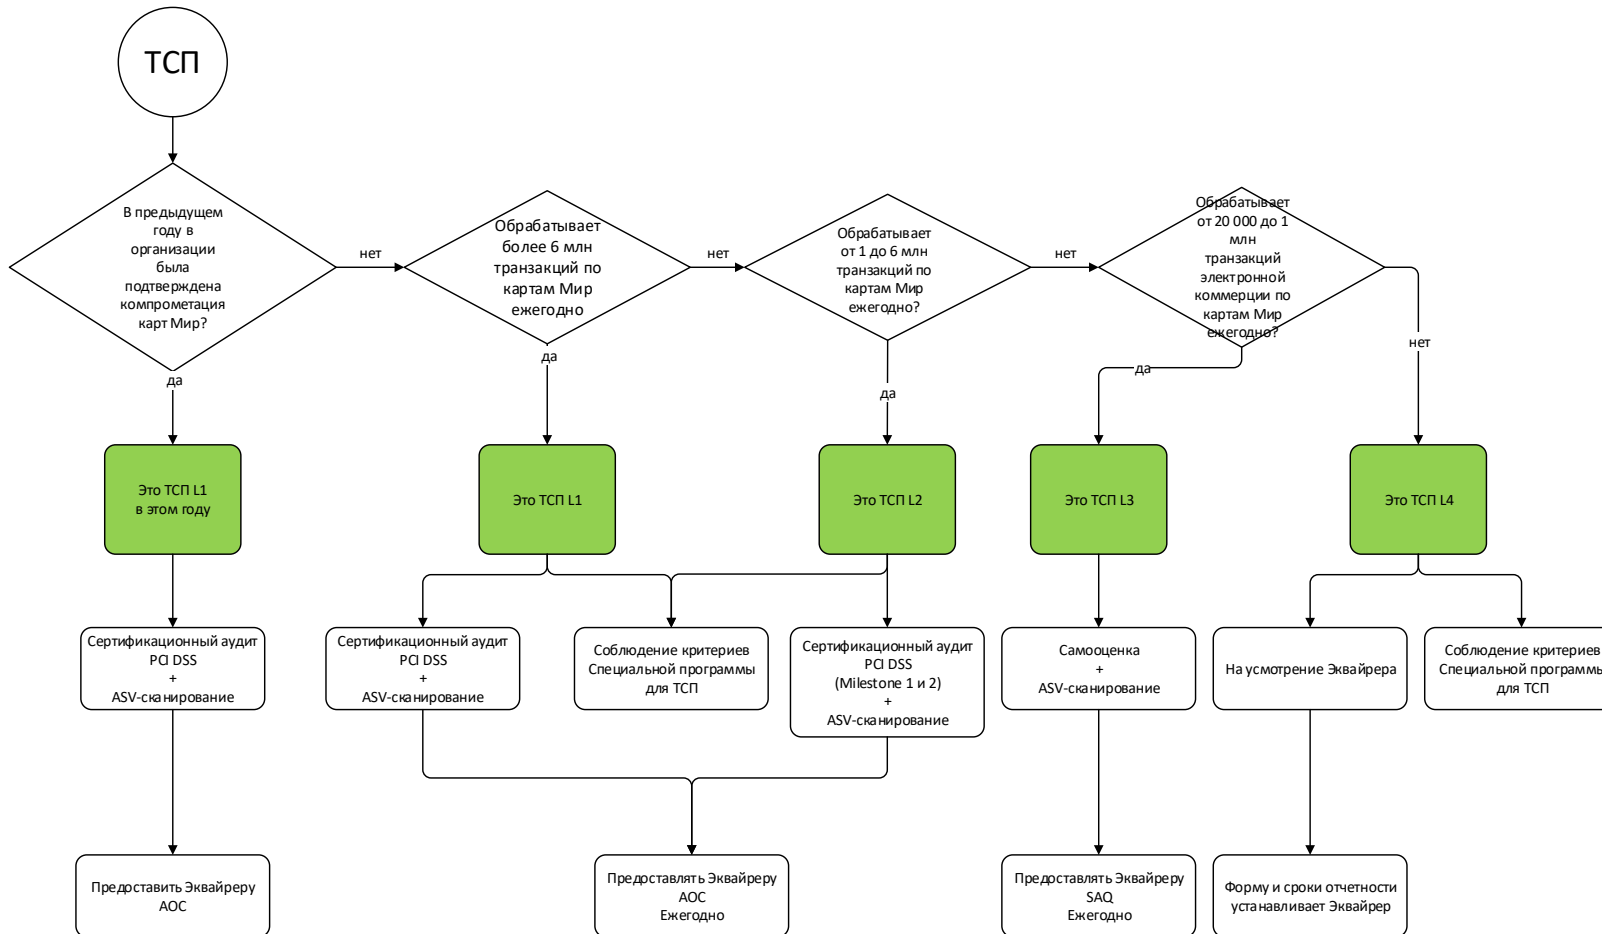 ТСП
В предыдущем
году в
организации
была
подтверждена
компрометация
карт Мир?
нет
Обрабатывает
более 6 млн
транзакций по
картам Мир
ежегодно
нет
Обрабатывает
от 1 до 6 млн
транзакций по
картам Мир
ежегодно?
нет
Обрабатывает
от 20 000 до 1
млн
транзакций
электронной
коммерции по
картам Мир
ежегодно?
нет
да
да
да
да
Это ТСП L1
в этом году
Это ТСП L1
Это ТСП L2
Это ТСП L3
Это ТСП L4
Сертификационный аудит
PCI DSS
+
ASV-сканирование
Сертификационный аудит
PCI DSS
+
ASV-сканирование
Соблюдение критериев
Специальной программы
для ТСП
Сертификационный аудит
PCI DSS
(Milestone 1 и 2)
+
ASV-сканирование
Самооценка
+
ASV-сканирование
На усмотрение Эквайрера
Соблюдение критериев
Специальной программы
для ТСП
Предоставить Эквайреру
АОС
Предоставлять Эквайреру
АОС
Ежегодно
Предоставлять Эквайреру
SAQ
Ежегодно
Форму и сроки отчетности
устанавливает Эквайрер